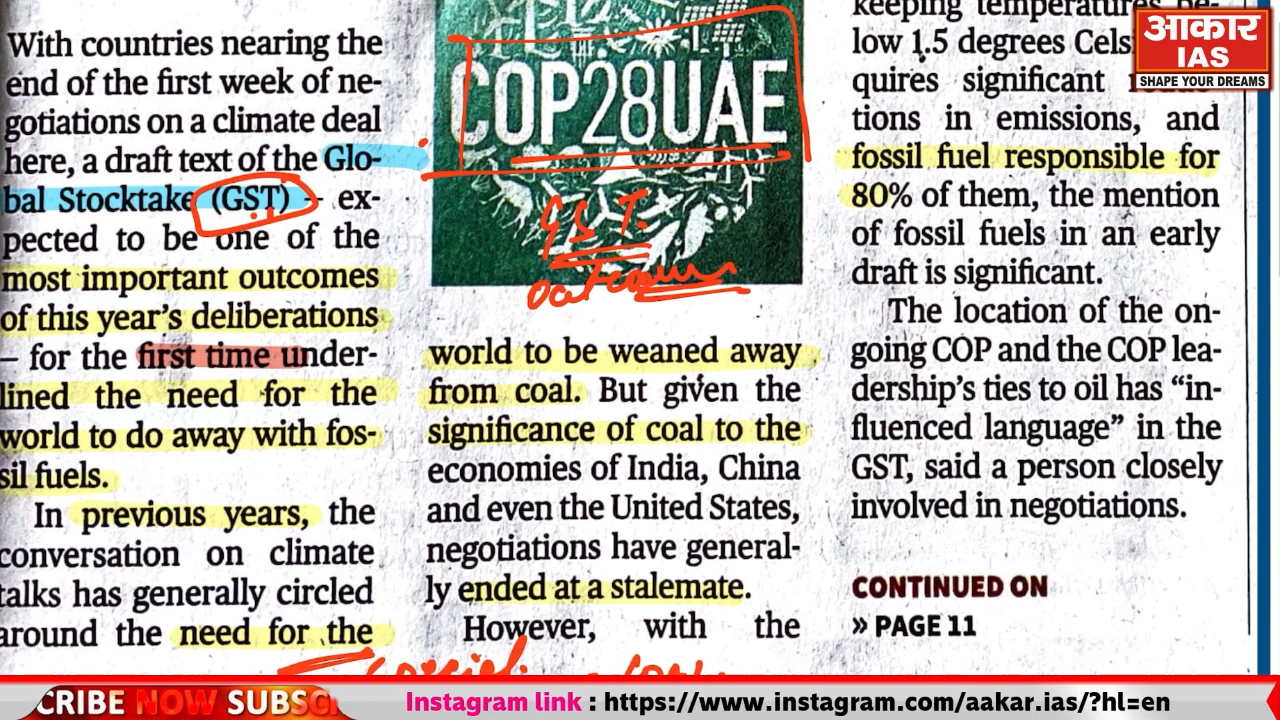 With countries nearing the
end of the first week of ne-
gotiations on a climate deal
here, a draft text of the Glo-
bal Stocktake (GST) – ex-
pected to be one of the
most important outcomes
of this year's deliberations
– for the first time under-
lined the need for the
world to do away with fos-
sil fuels.
In previous years, the
conversation on climate
talks has generally circled
around the need for the
COP28UAE
G.S.T.
outcome
world to be weaned away
from coal. But given the
significance of coal to the
economies of India, China
and even the United States,
negotiations have general-
ly ended at a stalemate.
However, with the
keeping temperatures be-
low 1.5 degrees Cels
quires significant
tions in emissions, and
fossil fuel responsible for
80% of them, the mention
of fossil fuels in an early
draft is significant.
The location of the on-
going COP and the COP lea-
dership's ties to oil has "in-
fluenced language" in the
GST, said a person closely
involved in negotiations.
CONTINUED ON
» PAGE 11
आकार
IAS
SHAPE YOUR DREAMS
CRIBE NOW SUBSC
Instagram link : https://www.instagram.com/aakar.ias/?hl=en